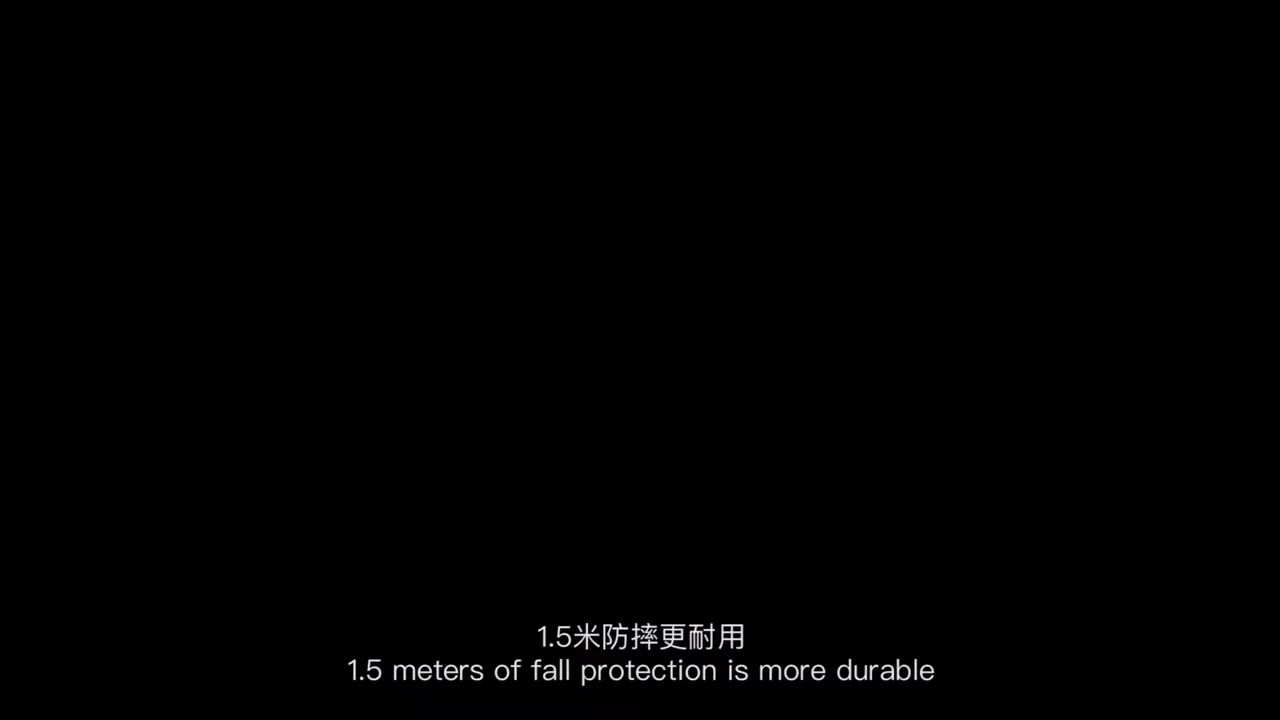 1.5米防摔更耐用
1.5 meters of fall protection is more durable